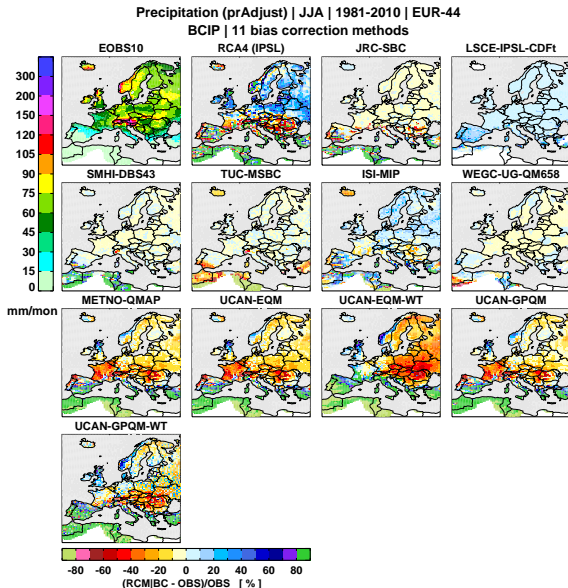 Precipitation (prAdjust) | JJA | 1981-2010 | EUR-44
BCIP | 11 bias correction methods
EOBS10 RCA4 (IPSL) JRC-SBC LSCE-IPSL-CDFt
300
200
150
120
105
90
75
60
45
30
15
0
mm/mon
SMHI-DBS43 TUC-MSBC ISI-MIP WEGC-UG-QM658
METNO-QMAP UCAN-EQM UCAN-EQM-WT UCAN-GPQM
UCAN-GPQM-WT
-80 -60 -40 -20 0 20 40 60 80
(RCM|BC - OBS)/OBS [ % ]